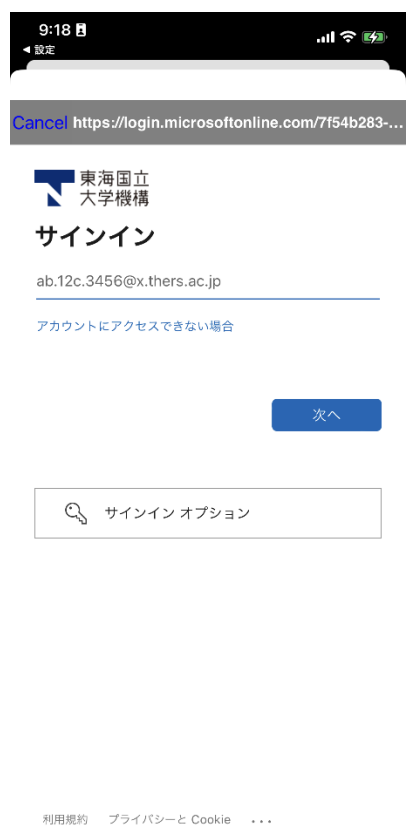 9:18
◀ 設定
Cancel https://login.microsoftonline.com/7f54b283-...
東海国立
大学機構
サインイン
ab.12c.3456@x.thers.ac.jp
アカウントにアクセスできない場合
次へ
サインイン オプション
利用規約 プライバシーと Cookie ...